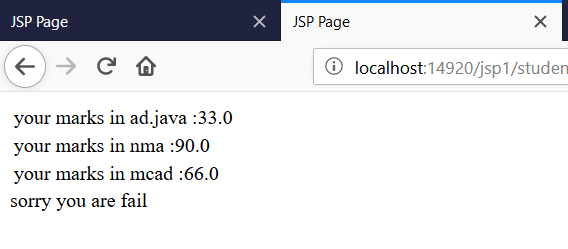 JSP Page
JSP Page
localhost:14920/jsp1/studen
your marks in ad.java :33.0
your marks in nma :90.0
your marks in mcad :66.0
sorry you are fail